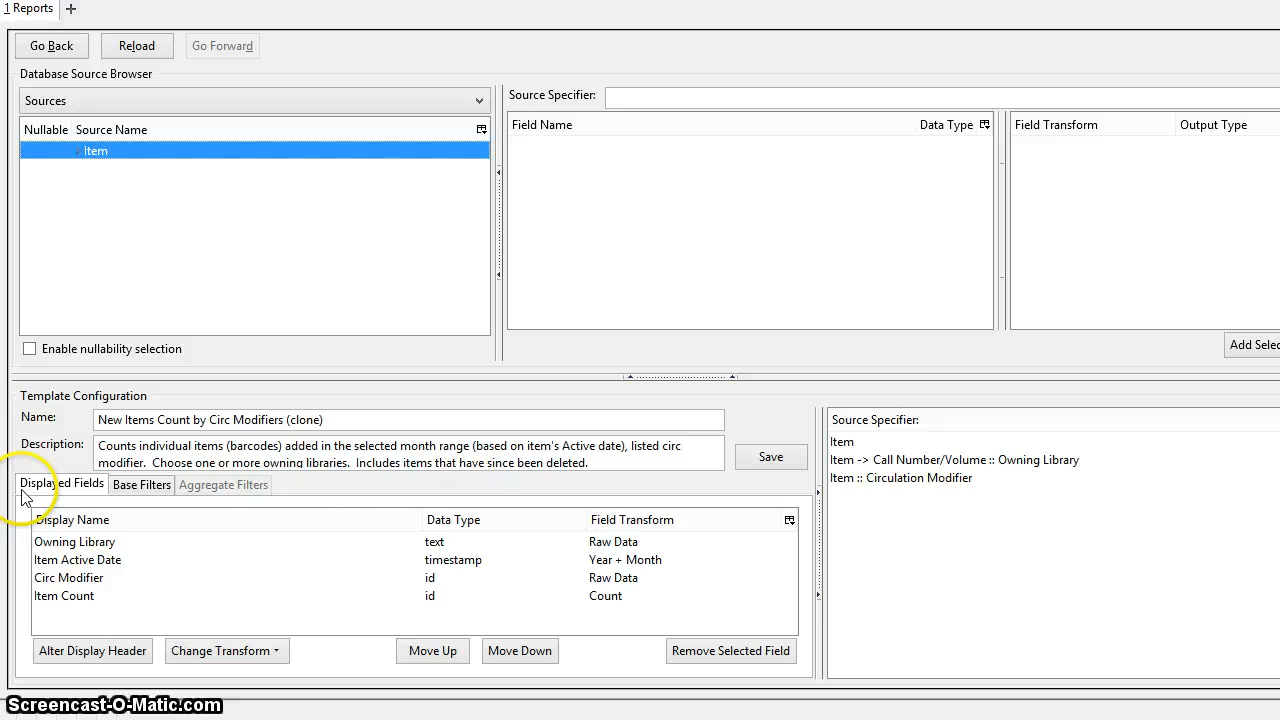 1 Reports +
Go Back Reload Go Forward
Database Source Browser
Sources
Source Specifier:
Nullable Source Name
Item
Field Name Data Type
Field Transform Output Type
Enable nullability selection
Add Selec
Template Configuration
Name: New Items Count by Circ Modifiers (clone)
Description: Counts individual items (barcodes) added in the selected month range (based on item's Active date), listed circ
modifier. Choose one or more owning libraries. Includes items that have since been deleted.
Save
Source Specifier:
Item
Item -> Call Number/Volume :: Owning Library
Item :: Circulation Modifier
Displayed Fields Base Filters Aggregate Filters
Display Name Data Type Field Transform
Owning Library text Raw Data
Item Active Date timestamp Year + Month
Circ Modifier id Raw Data
Item Count id Count
Alter Display Header Change Transform Move Up Move Down Remove Selected Field
Screencast-O-Matic.com